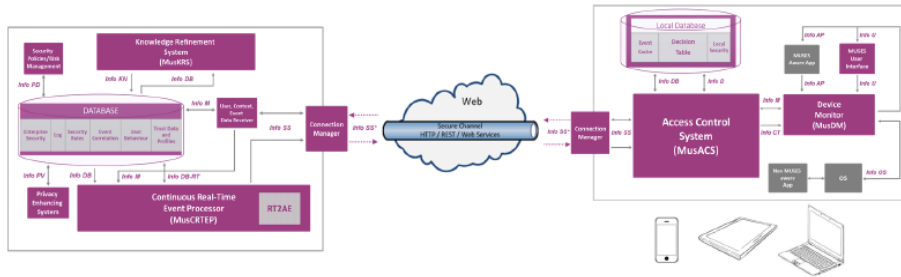 Security
Policies/Risk
Management
Knowledge Refinement
System
(MusKRS)
Info PD
Info KN
Info DB
DATABASE
Enterprise
Security
Log
Security
Rules
Event
Correlation
User
Behaviour
Trust Data
and
Profiles
Info M
User, Context,
Event
Data Receiver
Info SS
Connection
Manager
Info PV
Info DB
Info M
Info DB-RT
Privacy
Enhancing
System
Continuous Real-Time
Event Processor
(MusCRTEP)
RT2AE
Info SS*
Web
Secure Channel
HTTP / REST / Web Services
Info SS*
Connection
Manager
Info SS
Local Database
Event
Cache
Decision
Table
Local
Security
Info DB
Info D
Access Control
System
(MusACS)
Info AP
Info U
MUSES
Aware App
MUSES
User
Interface
Info AP
Info U
Info M
Info CT
Device
Monitor
(MusDM)
Info OS
Non MUSES
aware
App
OS